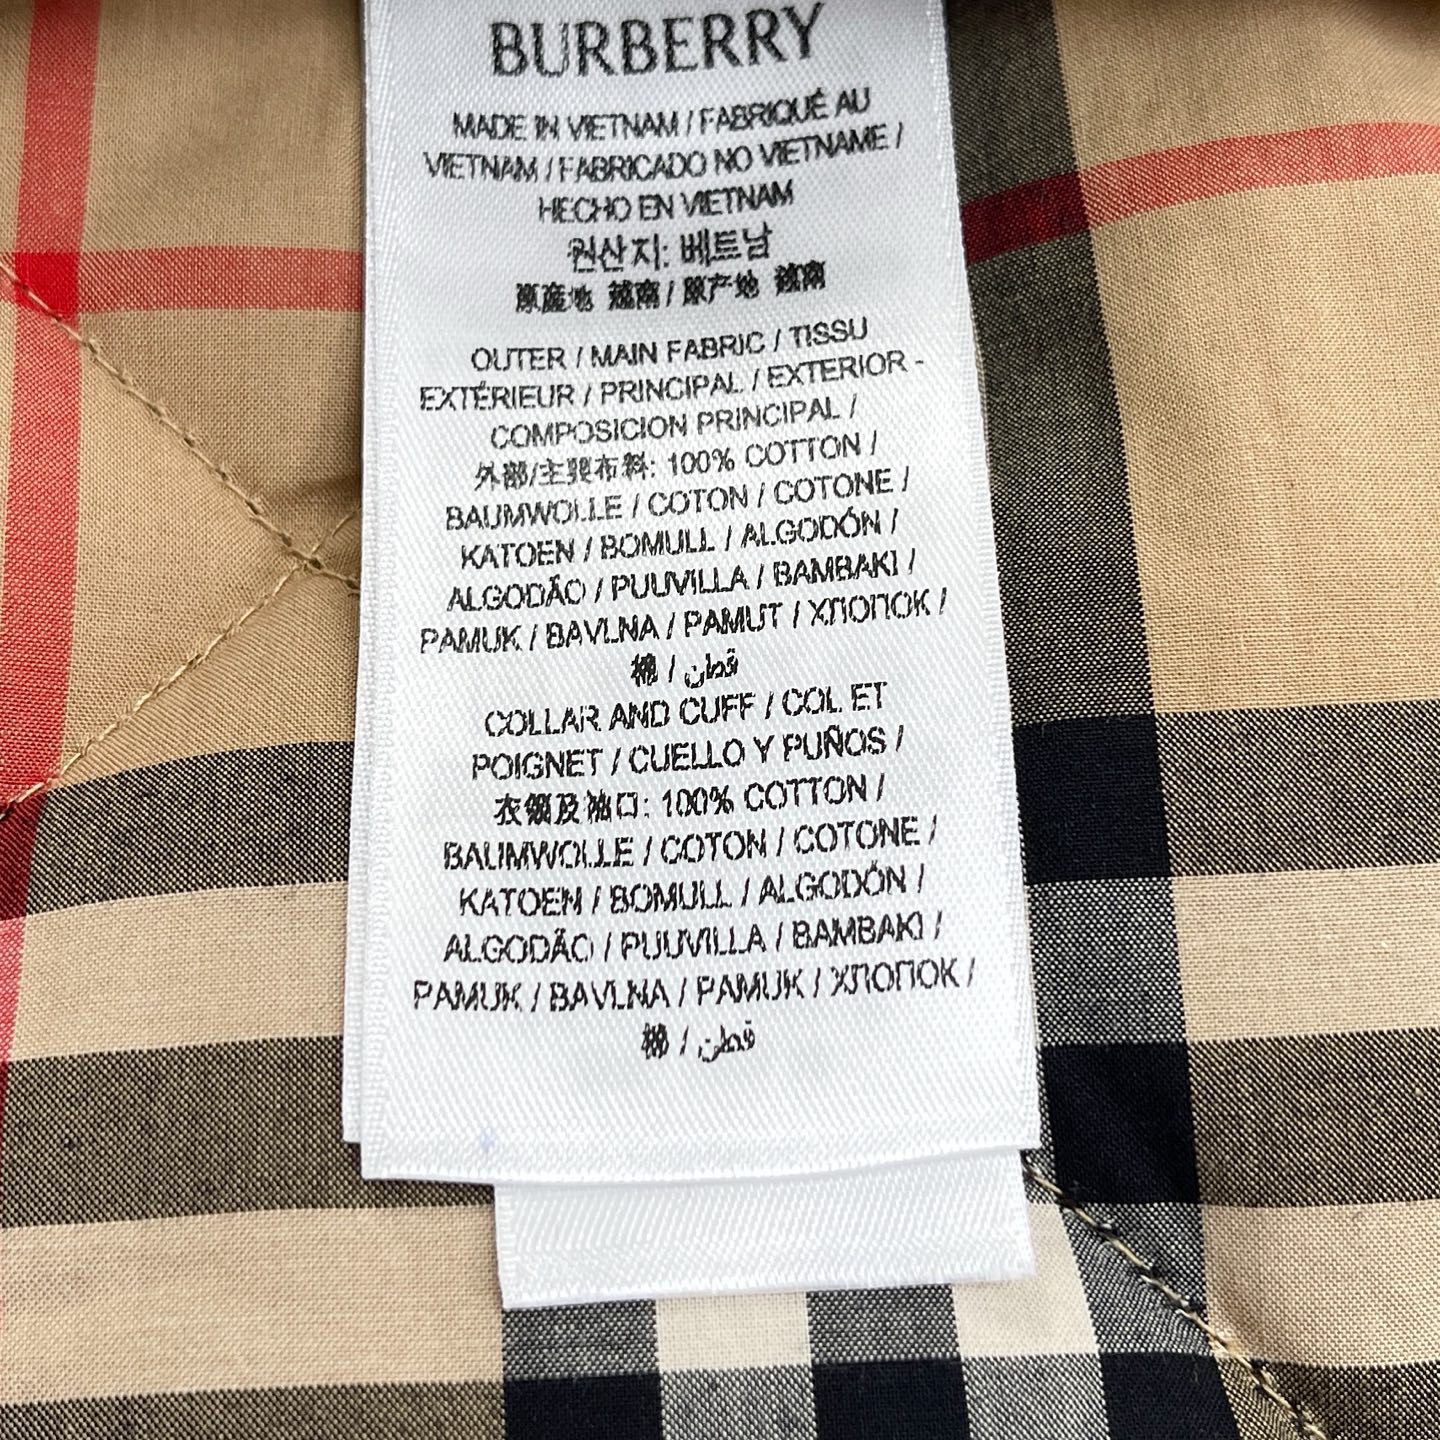 BURBERRY
MADE IN VIETNAM / FABRIQUÉ AU
VIETNAM / FABRICADO NO VIETNAME /
HECHO EN VIETNAM
원산지: 베트남
原産地 越南 / 原产地 越南
OUTER / MAIN FABRIC / TISSU
EXTÉRIEUR / PRINCIPAL / EXTERIOR -
COMPOSICION PRINCIPAL /
外部/主要布料: 100% COTTON /
BAUMWOLLE / COTON / COTONE /
KATOEN / BOMULL / ALGODÓN /
ALGODÃO / PUUVILLA / BAMBAKI /
PAMUK / BAVLNA / PAMUT / ХЛОПОК /
棉 / قطن
COLLAR AND CUFF / COL ET
POIGNET / CUELLO Y PUÑOS /
衣領及袖口: 100% COTTON /
BAUMWOLLE / COTON / COTONE /
KATOEN / BOMULL / ALGODÓN /
ALGODÃO / PUUVILLA / BAMBAKI /
PAMUK / BAVLNA / PAMUK / ХЛОПОК /
棉 / قطن